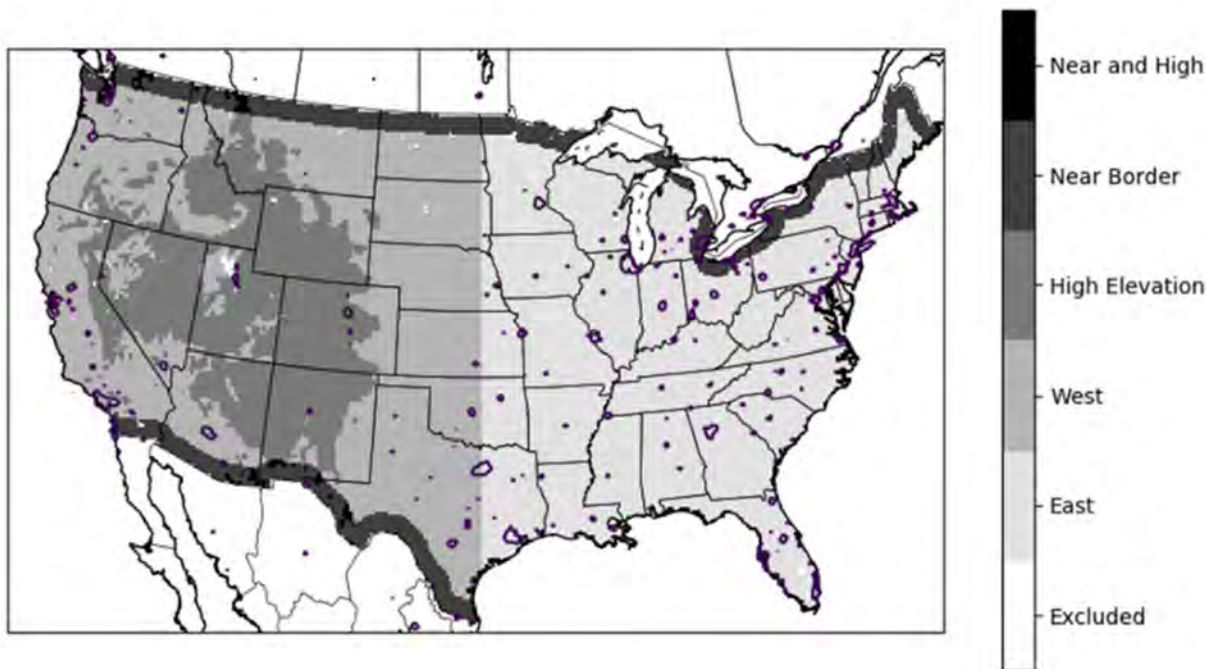 Near and High
Near Border
High Elevation
West
East
Excluded